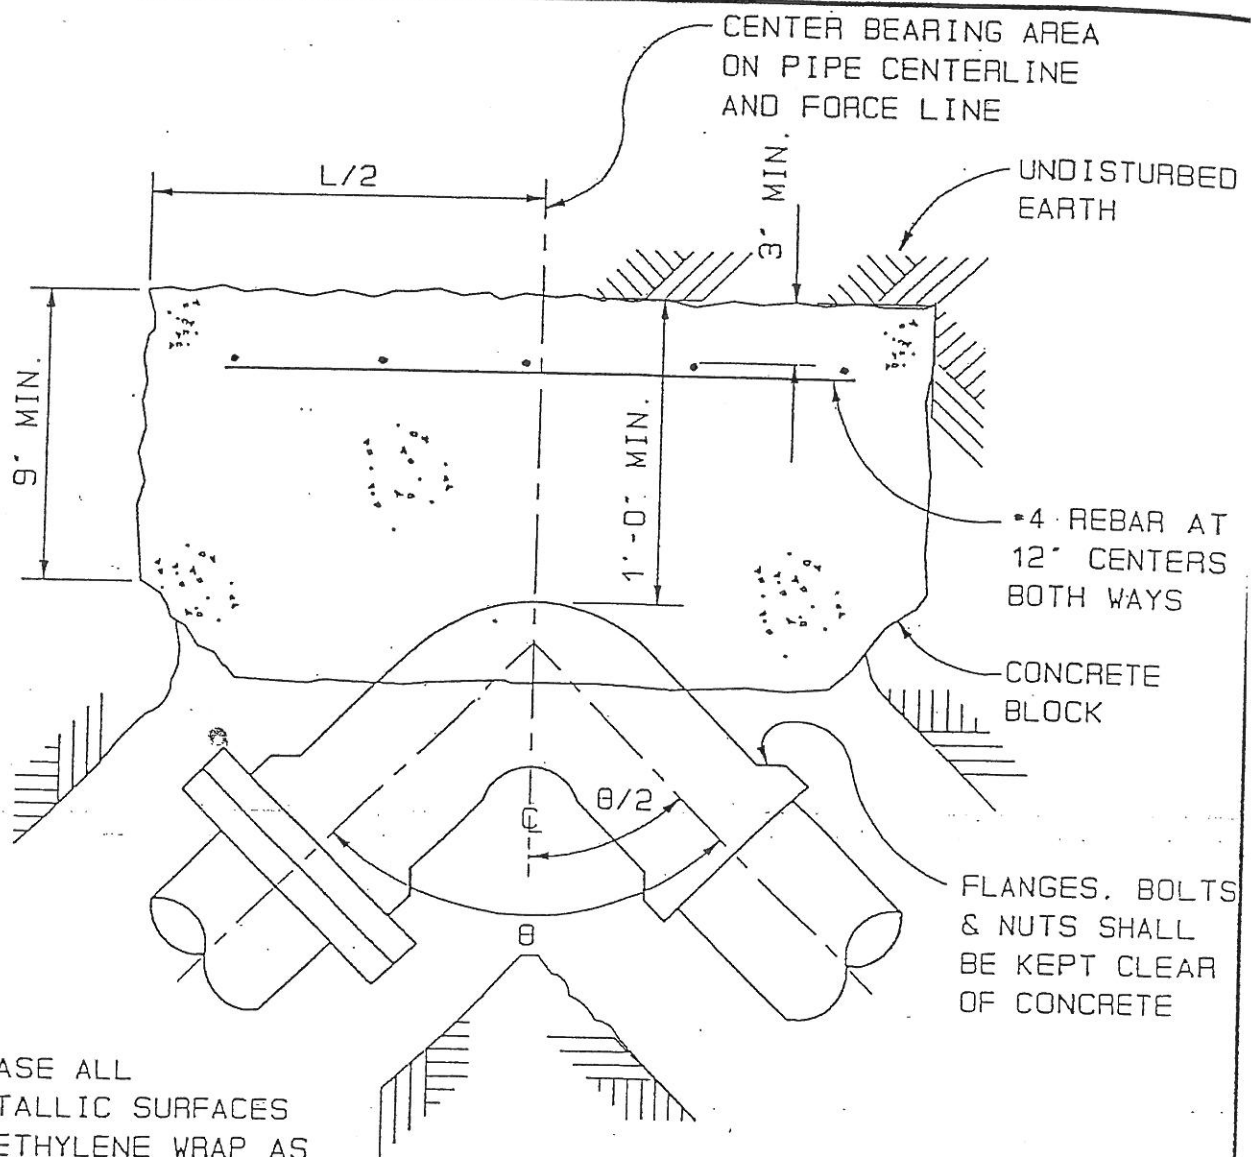 CENTER BEARING AREA
ON PIPE CENTERLINE
AND FORCE LINE
L/2
3" MIN.
UNDISTURBED
EARTH
9" MIN.
1'-0" MIN.
#4 REBAR AT
12" CENTERS
BOTH WAYS
CONCRETE
BLOCK
θ/2
℄
FLANGES, BOLTS
& NUTS SHALL
BE KEPT CLEAR
OF CONCRETE
θ
ASE ALL
TALLIC SURFACES
ETHYLENE WRAP AS